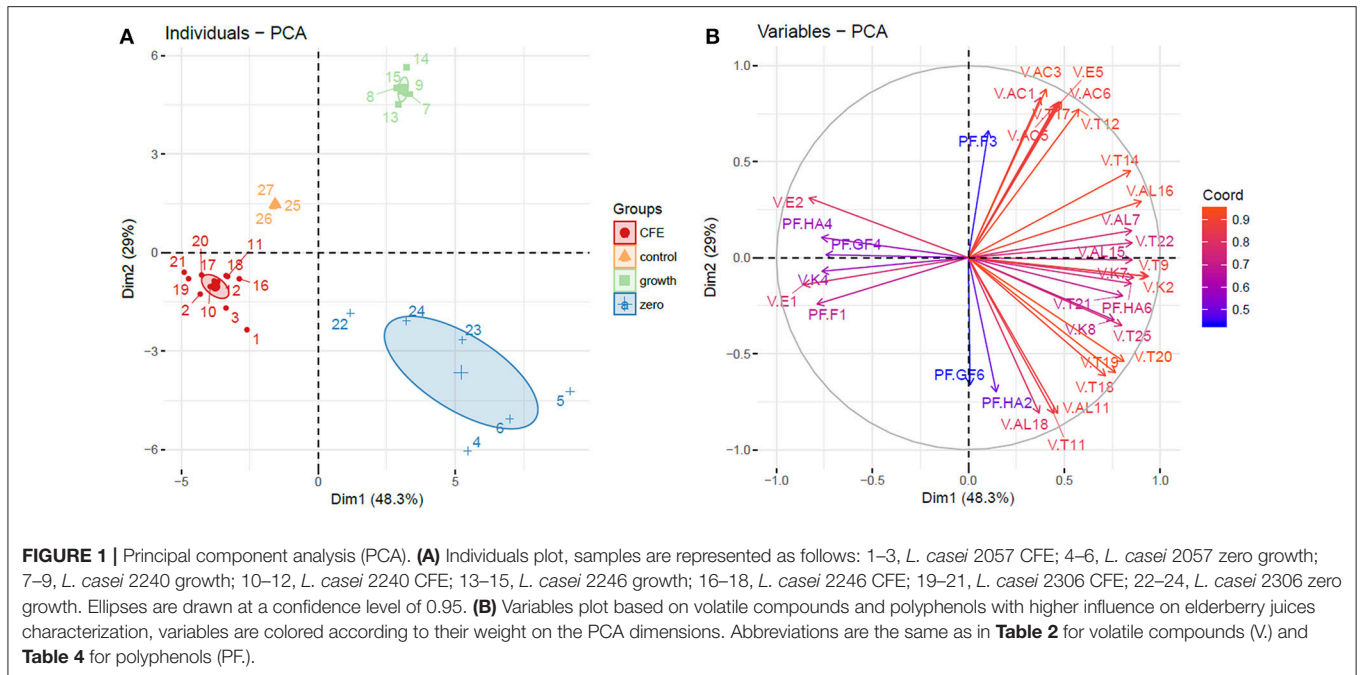 A
Individuals − PCA
6
3
0
−3
−6
−5
0
5
Dim2 (29%)
Dim1 (48.3%)
14
15
9
8
7
13
27
25
26
20
11
17
18
21
16
19
12
2
10
3
1
22
24
23
5
6
4
Groups
CFE
control
growth
zero
B
Variables − PCA
1.0
0.5
0.0
−0.5
−1.0
−1.0
−0.5
0.0
0.5
1.0
Dim2 (29%)
Dim1 (48.3%)
V.AC3
V.E5
V.AC1
V.AC6
V.T17
V.T12
V.AC5
PF.F3
V.T14
V.AL16
V.E2
PF.HA4
V.AL7
PF.GF4
V.T22
V.AL15
V.T9
V.K4
V.K7
V.K2
V.E1
V.T21
PF.HA6
PF.F1
V.K8
V.T25
V.T19
V.T20
PF.GF6
V.T18
PF.HA2
V.AL11
V.AL18
V.T11
Coord
0.9
0.8
0.7
0.6
0.5
FIGURE 1 | Principal component analysis (PCA). (A) Individuals plot, samples are represented as follows: 1–3, L. casei 2057 CFE; 4–6, L. casei 2057 zero growth;
7–9, L. casei 2240 growth; 10–12, L. casei 2240 CFE; 13–15, L. casei 2246 growth; 16–18, L. casei 2246 CFE; 19–21, L. casei 2306 CFE; 22–24, L. casei 2306 zero
growth. Ellipses are drawn at a confidence level of 0.95. (B) Variables plot based on volatile compounds and polyphenols with higher influence on elderberry juices
characterization, variables are colored according to their weight on the PCA dimensions. Abbreviations are the same as in Table 2 for volatile compounds (V.) and
Table 4 for polyphenols (PF.).